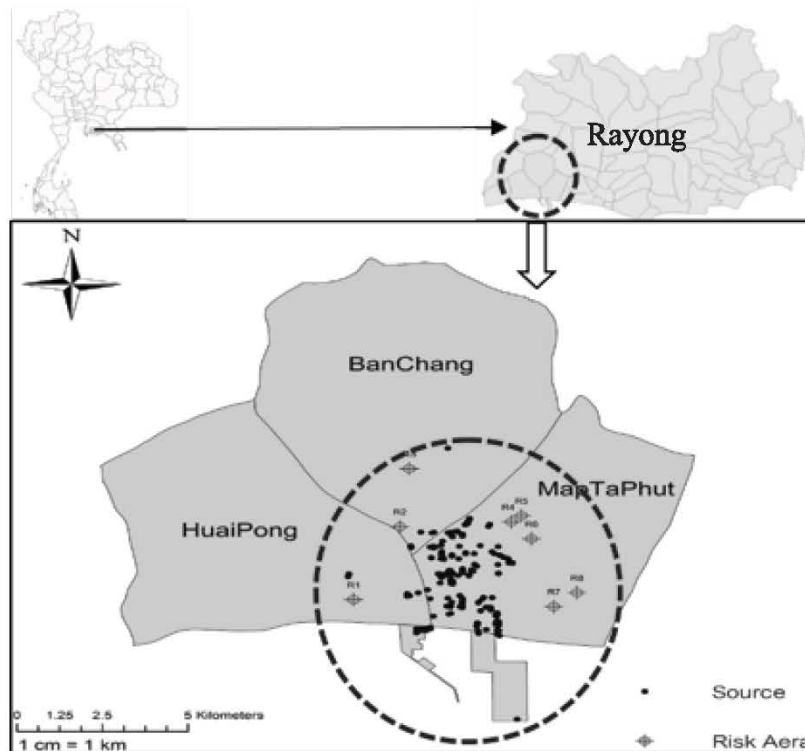 Rayong
N
BanChang
MapTaPhut
HuaiPong
R5
R4
R2
R6
R1
R8
R7
Source
0 1.25 2.5 5 Kilometers
1 cm = 1 km
Risk Aera